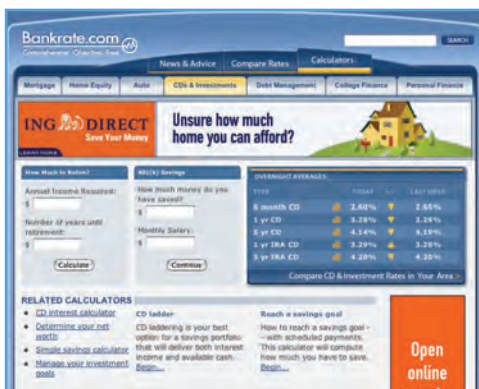 Bankrate.com
Comprehensive. Objective. Free.
SEARCH
News & Advice Compare Rates Calculators
Mortgage Home Equity Auto CDs & Investments Debt Management College Finance Personal Finance
ING DIRECT
Save Your Money
LEARN MORE
Unsure how much
home you can afford?
How Much to Retire?
Annual Income Required:
$
Number of years until
retirement:
$
Calculate
401(k) Savings
How much money do you
have saved?
$
Monthly Salary:
$
Continue
OVERNIGHT AVERAGES
TYPE TODAY +/- LAST WEEK
6 month CD 2.60% 2.66%
1 yr CD 3.28% 3.29%
5 yr CD 4.14% 4.19%
1 yr IRA CD 3.29% 3.28%
5 yr IRA CD 4.20% 4.20%
Compare CD & Investment Rates in Your Area >
RELATED CALCULATORS
CD interest calculator
Determine your net
worth
Simple savings calculator
Manage your investment
goals
CD ladder
CD laddering is your best
option for a savings portfolio
that will deliver both interest
income and available cash.
Begin...
Reach a savings goal
How to reach a savings goal -
- with scheduled payments.
This calculator will compute
how much you have to save.
Begin...
Open
online